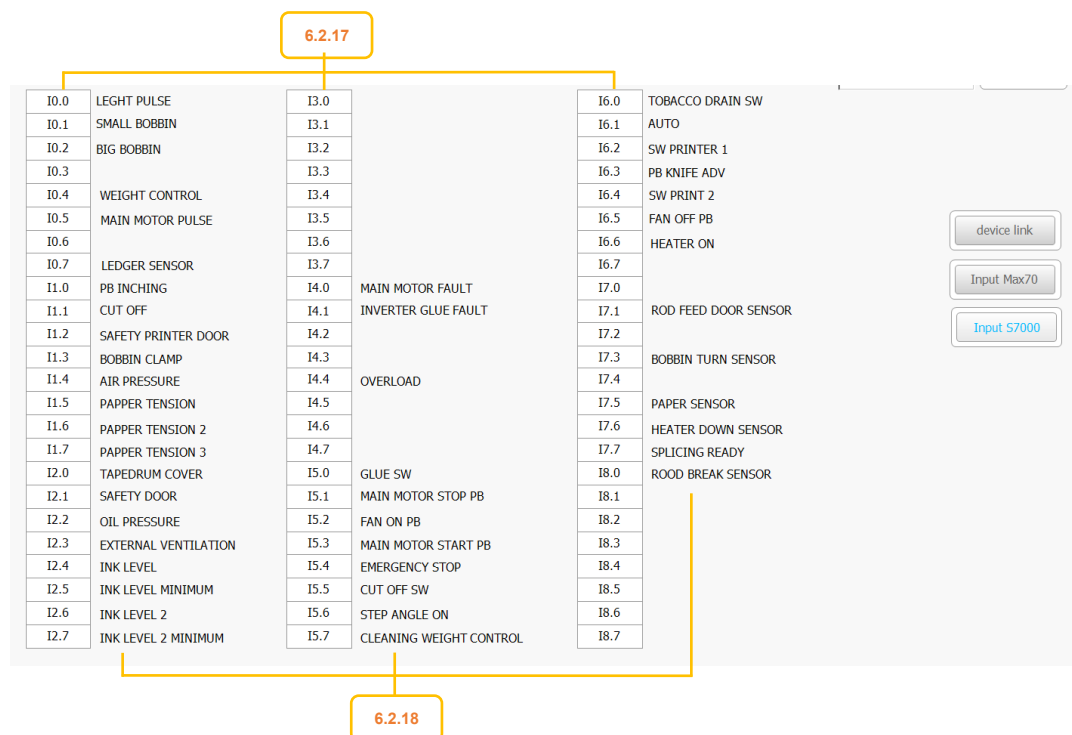 6.2.17
I0.0 LEGHT PULSE
I0.1 SMALL BOBBIN
I0.2 BIG BOBBIN
I0.3
I0.4 WEIGHT CONTROL
I0.5 MAIN MOTOR PULSE
I0.6
I0.7 LEDGER SENSOR
I1.0 PB INCHING
I1.1 CUT OFF
I1.2 SAFETY PRINTER DOOR
I1.3 BOBBIN CLAMP
I1.4 AIR PRESSURE
I1.5 PAPPER TENSION
I1.6 PAPPER TENSION 2
I1.7 PAPPER TENSION 3
I2.0 TAPEDRUM COVER
I2.1 SAFETY DOOR
I2.2 OIL PRESSURE
I2.3 EXTERNAL VENTILATION
I2.4 INK LEVEL
I2.5 INK LEVEL MINIMUM
I2.6 INK LEVEL 2
I2.7 INK LEVEL 2 MINIMUM
I3.0
I3.1
I3.2
I3.3
I3.4
I3.5
I3.6
I3.7
I4.0 MAIN MOTOR FAULT
I4.1 INVERTER GLUE FAULT
I4.2
I4.3
I4.4 OVERLOAD
I4.5
I4.6
I4.7
I5.0 GLUE SW
I5.1 MAIN MOTOR STOP PB
I5.2 FAN ON PB
I5.3 MAIN MOTOR START PB
I5.4 EMERGENCY STOP
I5.5 CUT OFF SW
I5.6 STEP ANGLE ON
I5.7 CLEANING WEIGHT CONTROL
I6.0 TOBACCO DRAIN SW
I6.1 AUTO
I6.2 SW PRINTER 1
I6.3 PB KNIFE ADV
I6.4 SW PRINT 2
I6.5 FAN OFF PB
I6.6 HEATER ON
I6.7
I7.0
I7.1 ROD FEED DOOR SENSOR
I7.2
I7.3 BOBBIN TURN SENSOR
I7.4
I7.5 PAPER SENSOR
I7.6 HEATER DOWN SENSOR
I7.7 SPLICING READY
I8.0 ROOD BREAK SENSOR
I8.1
I8.2
I8.3
I8.4
I8.5
I8.6
I8.7
device link
Input Max70
Input S7000
6.2.18